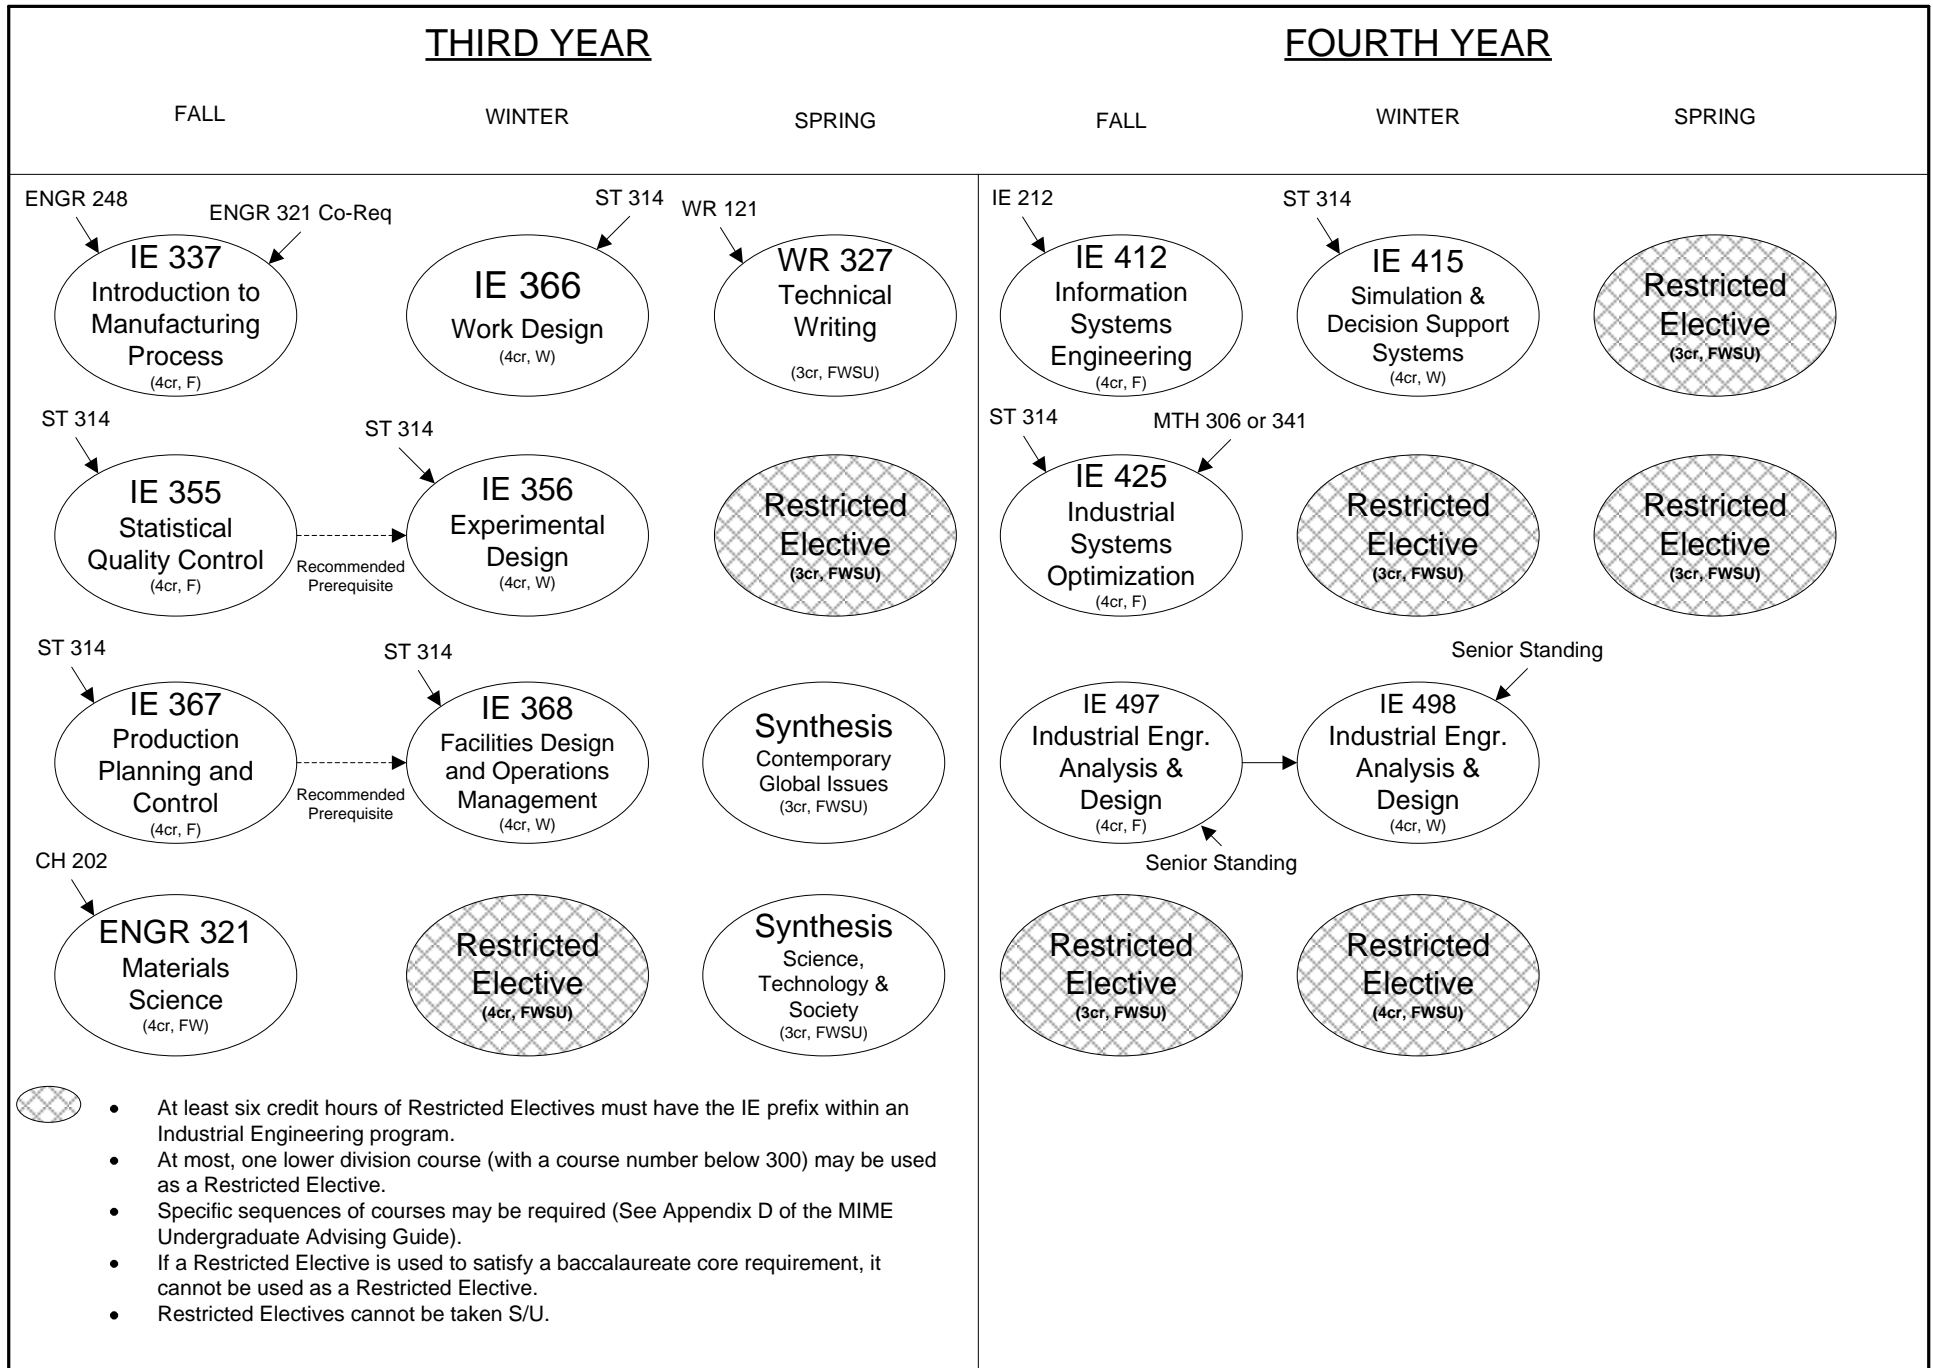 THIRD YEAR
FOURTH YEAR
FALL
WINTER
SPRING
FALL
WINTER
SPRING
ENGR 248
ENGR 321 Co-Req
IE 337
Introduction to
Manufacturing
Process
(4cr, F)
ST 314
IE 366
Work Design
(4cr, W)
WR 121
WR 327
Technical
Writing
(3cr, FWSU)
IE 212
IE 412
Information
Systems
Engineering
(4cr, F)
ST 314
IE 415
Simulation &
Decision Support
Systems
(4cr, W)
Restricted
Elective
(3cr, FWSU)
ST 314
IE 355
Statistical
Quality Control
(4cr, F)
Recommended
Prerequisite
ST 314
IE 356
Experimental
Design
(4cr, W)
Restricted
Elective
(3cr, FWSU)
ST 314
MTH 306 or 341
IE 425
Industrial
Systems
Optimization
(4cr, F)
Restricted
Elective
(3cr, FWSU)
Restricted
Elective
(3cr, FWSU)
ST 314
IE 367
Production
Planning and
Control
(4cr, F)
Recommended
Prerequisite
ST 314
IE 368
Facilities Design
and Operations
Management
(4cr, W)
Synthesis
Contemporary
Global Issues
(3cr, FWSU)
IE 497
Industrial Engr.
Analysis &
Design
(4cr, F)
Senior Standing
Senior Standing
IE 498
Industrial Engr.
Analysis &
Design
(4cr, W)
CH 202
ENGR 321
Materials
Science
(4cr, FW)
Restricted
Elective
(4cr, FWSU)
Synthesis
Science,
Technology &
Society
(3cr, FWSU)
Restricted
Elective
(3cr, FWSU)
Restricted
Elective
(4cr, FWSU)
• At least six credit hours of Restricted Electives must have the IE prefix within an
Industrial Engineering program.
• At most, one lower division course (with a course number below 300) may be used
as a Restricted Elective.
• Specific sequences of courses may be required (See Appendix D of the MIME
Undergraduate Advising Guide).
• If a Restricted Elective is used to satisfy a baccalaureate core requirement, it
cannot be used as a Restricted Elective.
• Restricted Electives cannot be taken S/U.